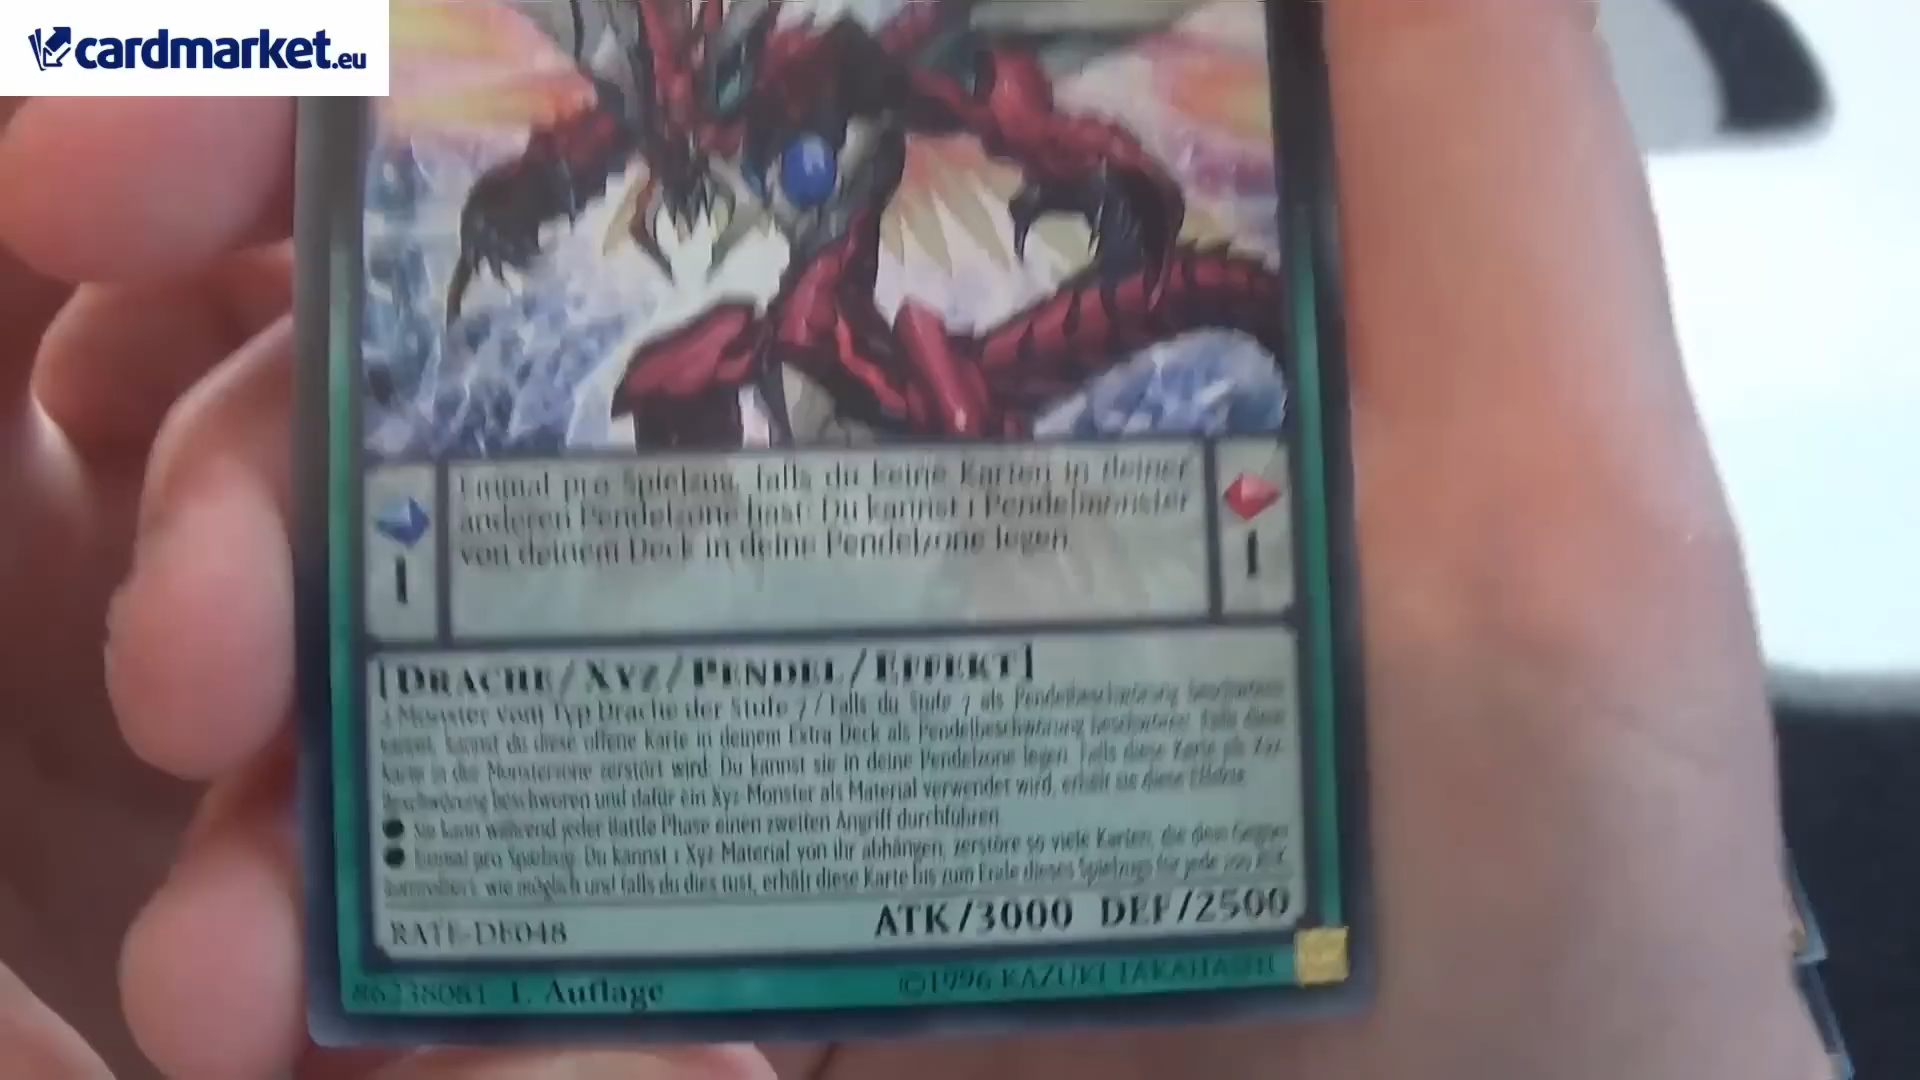 cardmarket.eu
Einmal pro Spielzug, falls du keine Karten in deiner
anderen Pendelzone hast: Du kannst 1 Pendelmonster
von deinem Deck in deine Pendelzone legen.
1
1
[DRACHE/XYZ/PENDEL/EFFEKT]
2 Monster vom Typ Drache der Stufe 7 / Falls du Stufe 7 als Pendelbeschwörung beschwören
kannst, kannst du diese offene Karte in deinem Extra Deck als Pendelbeschwörung beschwören. Falls diese
Karte in der Monsterzone zerstört wird: Du kannst sie in deine Pendelzone legen. Falls diese Karte als Xyz-
Beschwörung beschworen und dafür ein Xyz-Monster als Material verwendet wird, erhält sie diese Effekte.
● Sie kann während jeder Battle Phase einen zweiten Angriff durchführen.
● Einmal pro Spielzug: Du kannst 1 Xyz-Material von ihr abhängen; zerstöre so viele Karten, die dein Gegner
kontrolliert, wie möglich und falls du dies tust, erhält diese Karte bis zum Ende dieses Spielzugs für jede 200 ATK.
ATK/3000 DEF/2500
RATE-DE048
86238081 1. Auflage
©1996 KAZUKI TAKAHASHI